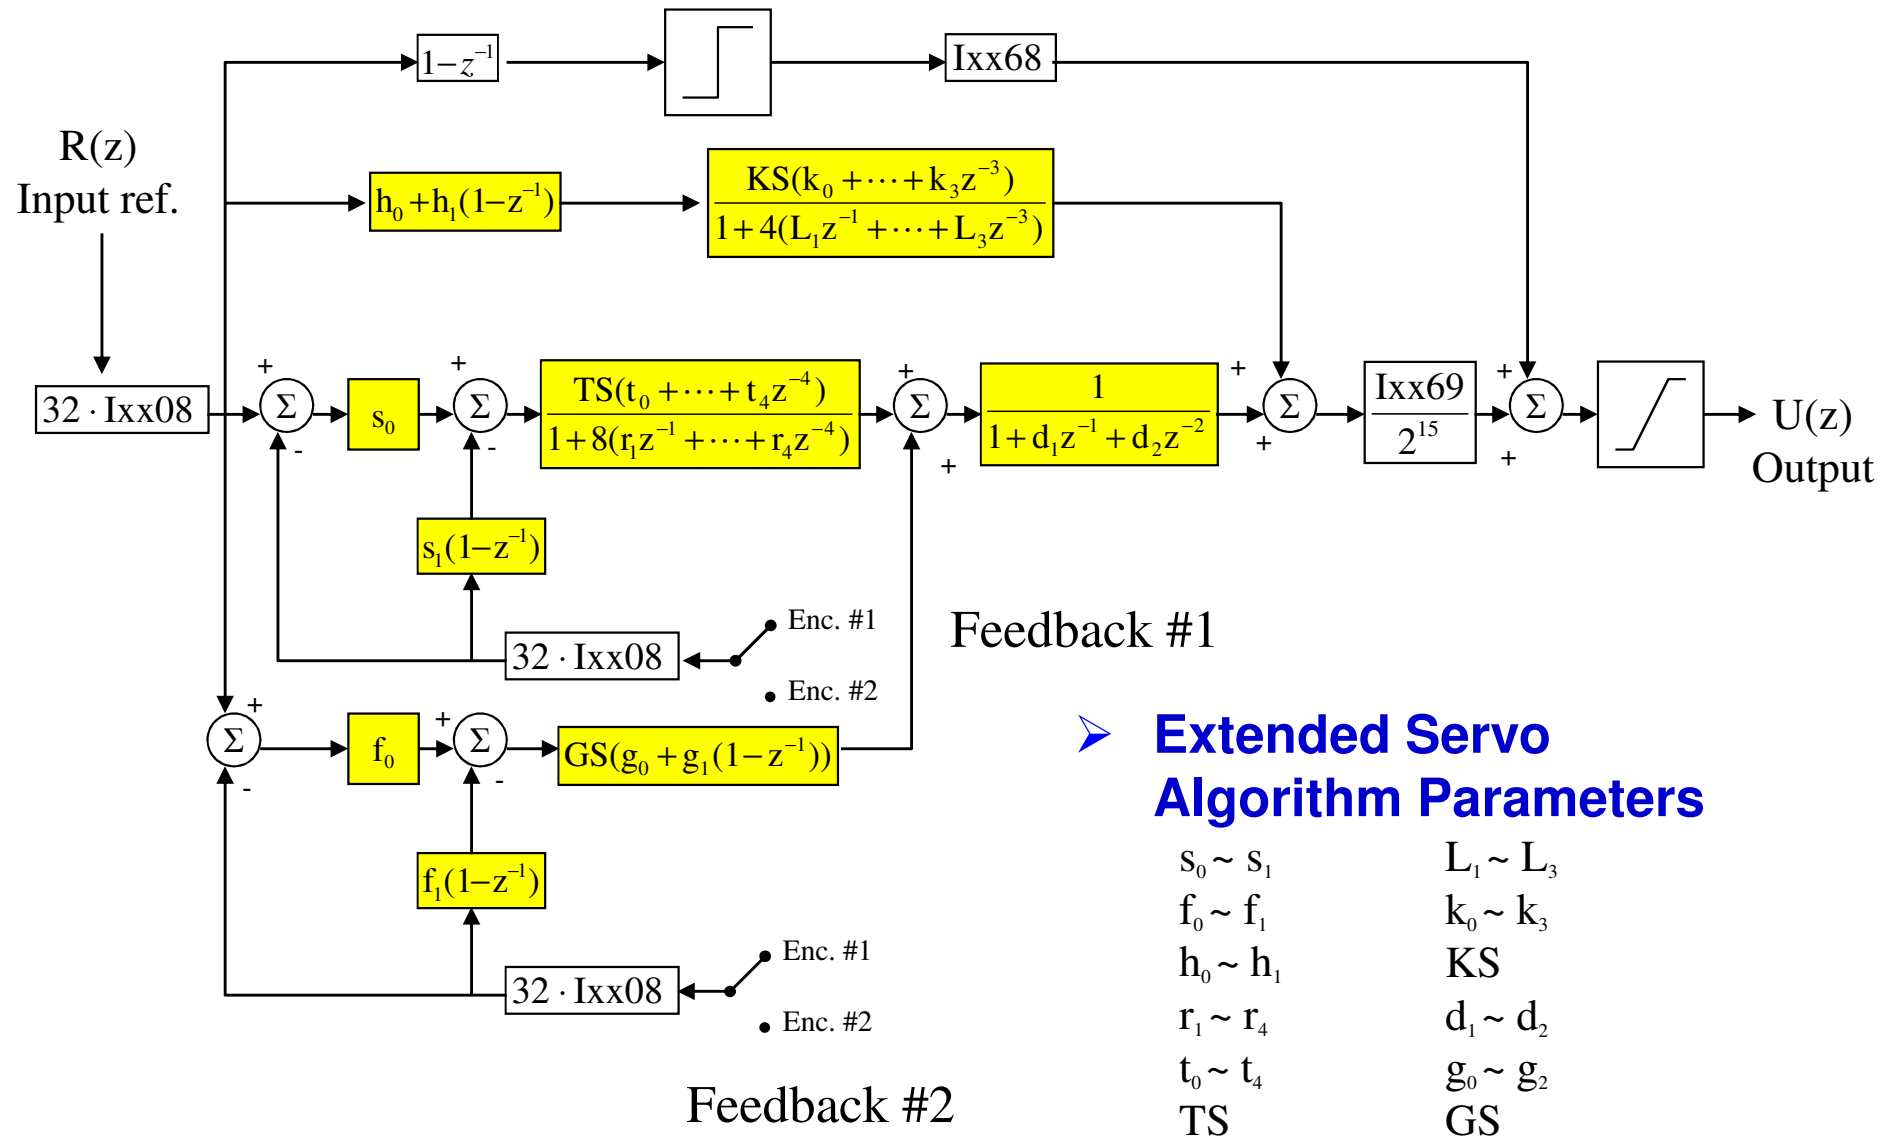 1−z⁻¹
Ixx68
R(z)
Input ref.
h₀+h₁(1−z⁻¹)
KS(k₀+⋯+k₃z⁻³)
1+4(L₁z⁻¹+⋯+L₃z⁻³)
32·Ixx08
+
Σ
-
s₀
+
Σ
-
TS(t₀+⋯+t₄z⁻⁴)
1+8(r₁z⁻¹+⋯+r₄z⁻⁴)
+
Σ
+
1
1+d₁z⁻¹+d₂z⁻²
+
Σ
+
Ixx69
2¹⁵
+
Σ
+
U(z)
Output
s₁(1−z⁻¹)
32·Ixx08
Enc. #1
Enc. #2
Feedback #1
+
Σ
-
f₀
+
Σ
-
GS(g₀+g₁(1−z⁻¹))
f₁(1−z⁻¹)
32·Ixx08
Enc. #1
Enc. #2
Feedback #2
➢ Extended Servo
Algorithm Parameters
s₀~s₁
L₁~L₃
f₀~f₁
k₀~k₃
h₀~h₁
KS
r₁~r₄
d₁~d₂
t₀~t₄
g₀~g₂
TS
GS